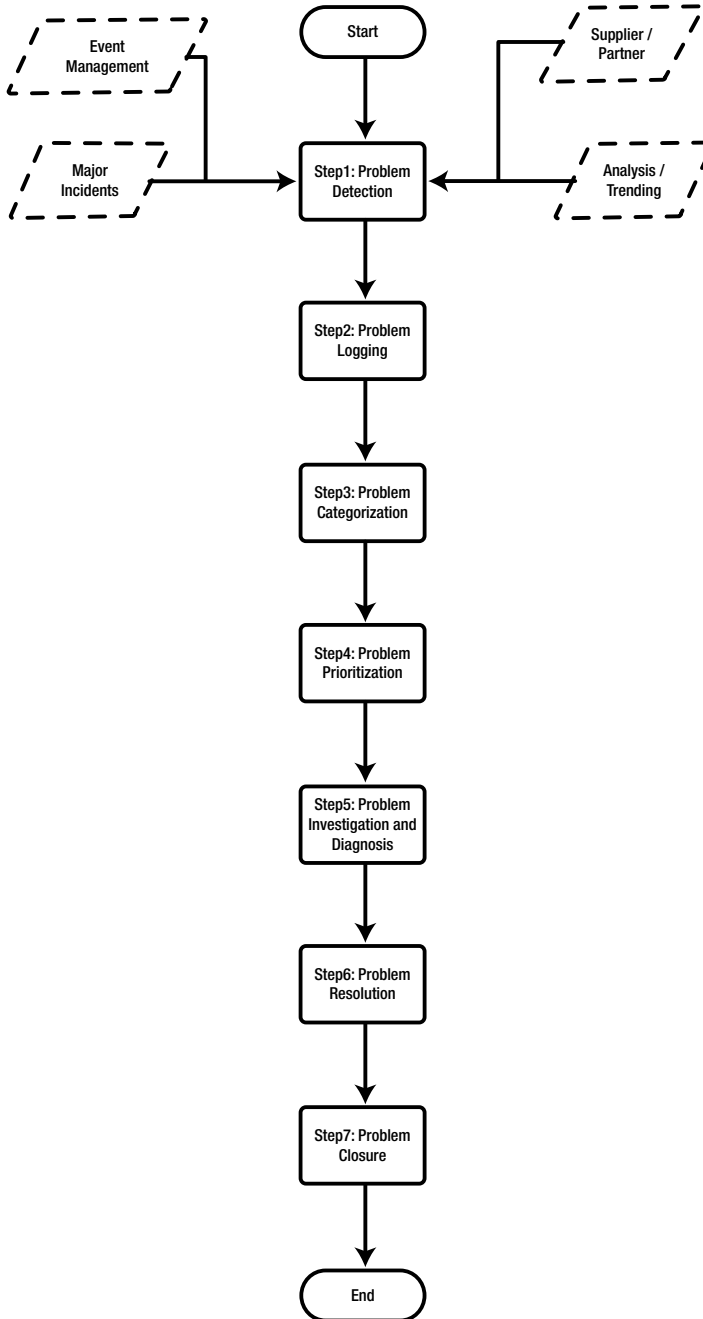 Event
Management
Start
Supplier /
Partner
Major
Incidents
Step1: Problem
Detection
Analysis /
Trending
Step2: Problem
Logging
Step3: Problem
Categorization
Step4: Problem
Prioritization
Step5: Problem
Investigation and
Diagnosis
Step6: Problem
Resolution
Step7: Problem
Closure
End